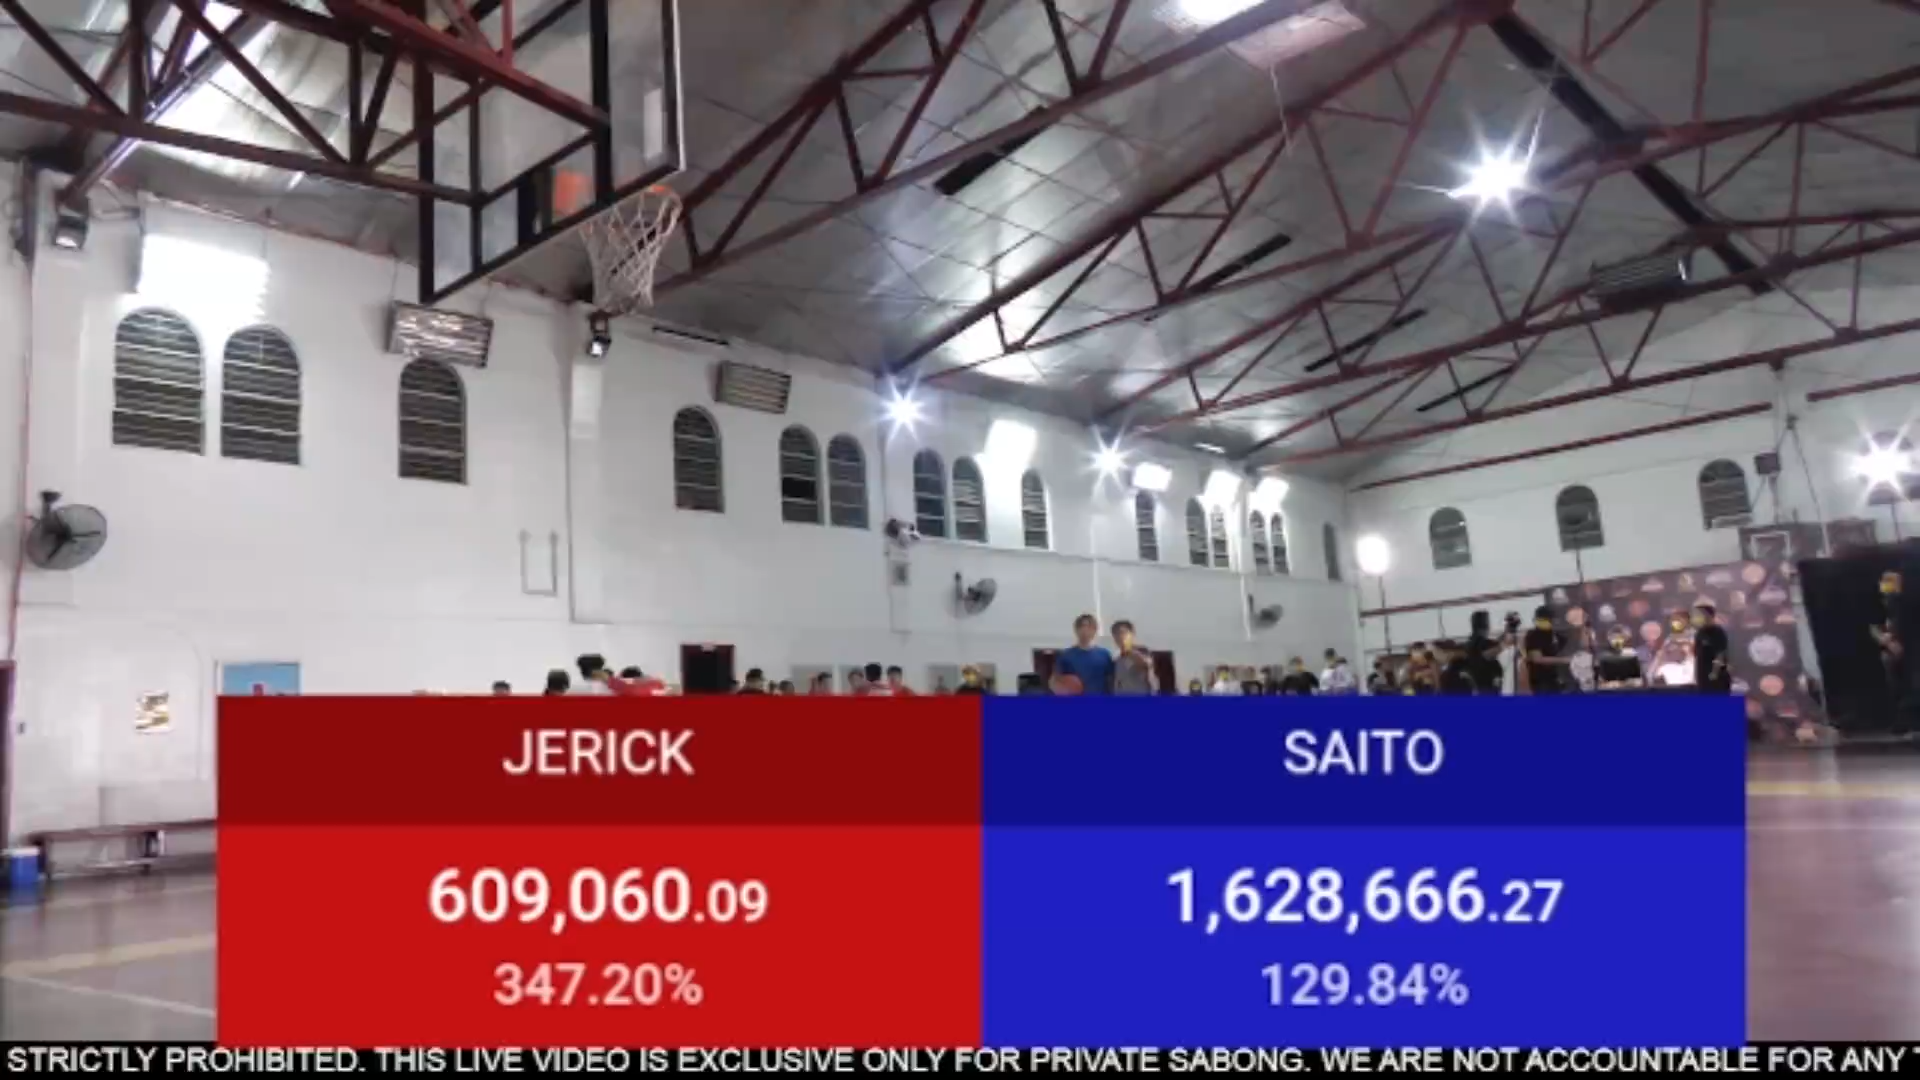 JERICK
SAITO
609,060.09
1,628,666.27
347.20%
129.84%
STRICTLY PROHIBITED. THIS LIVE VIDEO IS EXCLUSIVE ONLY FOR PRIVATE SABONG. WE ARE NOT ACCOUNTABLE FOR ANY